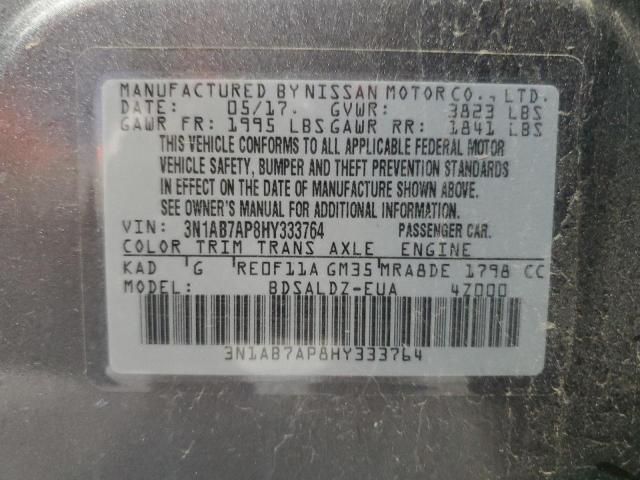 MANUFACTURED BY NISSAN MOTOR CO., LTD.
DATE: 05/17. GVWR: 3823 LBS
GAWR FR: 1995 LBS GAWR RR: 1841 LBS
THIS VEHICLE CONFORMS TO ALL APPLICABLE FEDERAL MOTOR
VEHICLE SAFETY, BUMPER AND THEFT PREVENTION STANDARDS
IN EFFECT ON THE DATE OF MANUFACTURE SHOWN ABOVE.
SEE OWNER'S MANUAL FOR ADDITIONAL INFORMATION.
VIN: 3N1AB7AP8HY333764 PASSENGER CAR.
COLOR TRIM TRANS AXLE ENGINE
KAD G RE0F11A GM35 MRA8DE 1798 CC
MODEL: BDSALDZ-EUA 4Z000
3N1AB7AP8HY333764